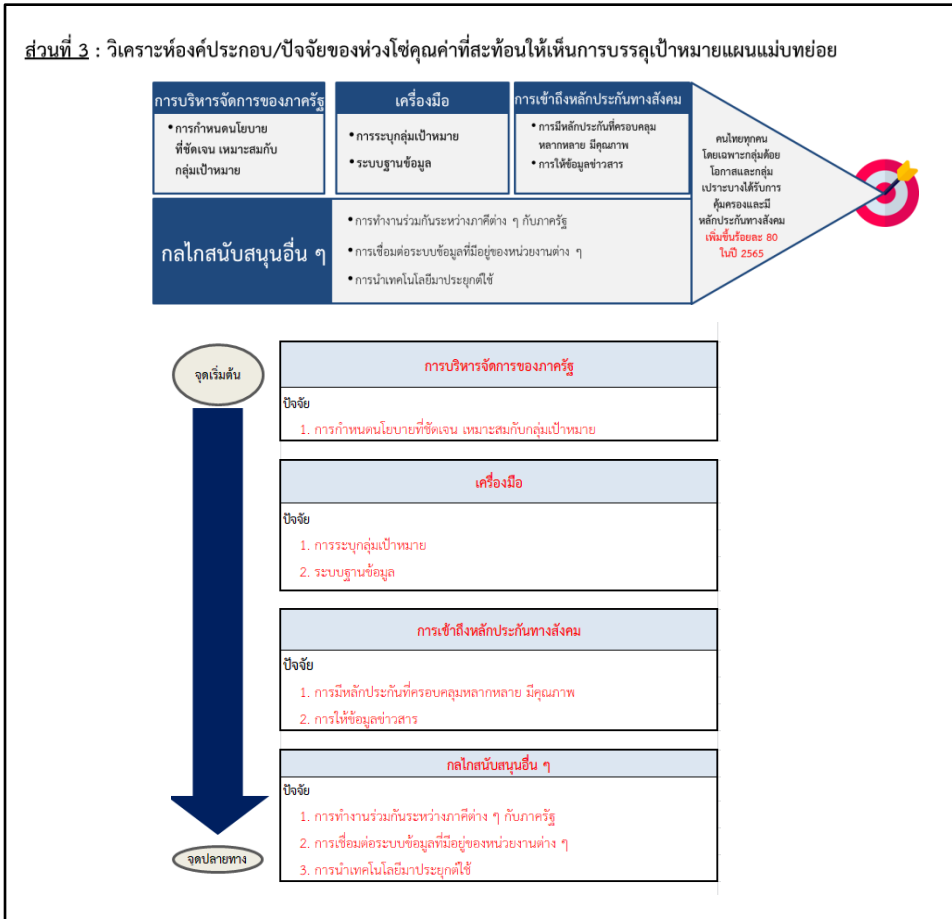 ส่วนที่ 3 : วิเคราะห์องค์ประกอบ/ปัจจัยของห่วงโซ่คุณค่าที่สะท้อนให้เห็นการบรรลุเป้าหมายแผนแม่บทย่อย
การบริหารจัดการของภาครัฐ
• การกำหนดนโยบาย
ที่ชัดเจน เหมาะสมกับ
กลุ่มเป้าหมาย
เครื่องมือ
• การระบุกลุ่มเป้าหมาย
• ระบบฐานข้อมูล
การเข้าถึงหลักประกันทางสังคม
• การมีหลักประกันที่ครอบคลุม
หลากหลาย มีคุณภาพ
• การให้ข้อมูลข่าวสาร
คนไทยทุกคน
โดยเฉพาะกลุ่มด้อย
โอกาสและกลุ่ม
เปราะบางได้รับการ
คุ้มครองและมี
หลักประกันทางสังคม
เพิ่มขึ้นร้อยละ 80
ในปี 2565
กลไกสนับสนุนอื่น ๆ
• การทำงานร่วมกันระหว่างภาคีต่าง ๆ กับภาครัฐ
• การเชื่อมต่อระบบข้อมูลที่มีอยู่ของหน่วยงานต่าง ๆ
• การนำเทคโนโลยีมาประยุกต์ใช้
จุดเริ่มต้น
การบริหารจัดการของภาครัฐ
ปัจจัย
1. การกำหนดนโยบายที่ชัดเจน เหมาะสมกับกลุ่มเป้าหมาย
เครื่องมือ
ปัจจัย
1. การระบุกลุ่มเป้าหมาย
2. ระบบฐานข้อมูล
การเข้าถึงหลักประกันทางสังคม
ปัจจัย
1. การมีหลักประกันที่ครอบคลุมหลากหลาย มีคุณภาพ
2. การให้ข้อมูลข่าวสาร
กลไกสนับสนุนอื่น ๆ
ปัจจัย
1. การทำงานร่วมกันระหว่างภาคีต่าง ๆ กับภาครัฐ
2. การเชื่อมต่อระบบข้อมูลที่มีอยู่ของหน่วยงานต่าง ๆ
3. การนำเทคโนโลยีมาประยุกต์ใช้
จุดปลายทาง